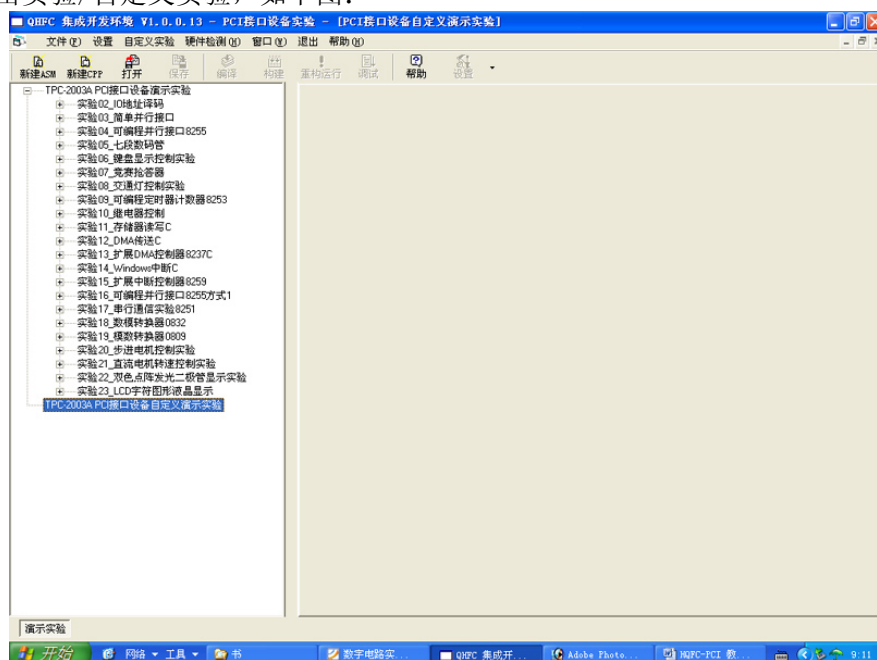 QHFC 集成开发环境 V1.0.0.13 - PCI接口设备实验 - [PCI接口设备自定义演示实验]
文件(F) 设置 自定义实验 硬件检测(H) 窗口(W) 退出 帮助(H)
新建ASM 新建CPP 打开 保存 编译 构建 重构运行 调试 帮助 设置
TPC-2003A PCI接口设备演示实验
实验02_IO地址译码
实验03_简单并行接口
实验04_可编程并行接口8255
实验05_七段数码管
实验06_键盘显示控制实验
实验07_竞赛抢答器
实验08_交通灯控制实验
实验09_可编程定时器计数器8253
实验10_继电器控制
实验11_存储器读写C
实验12_DMA传送C
实验13_扩展DMA控制器8237C
实验14_Windows中断C
实验15_扩展中断控制器8259
实验16_可编程并行接口8255方式1
实验17_串行通信实验8251
实验18_数模转换器0832
实验19_模数转换器0809
实验20_步进电机控制实验
实验21_直流电机转速控制实验
实验22_双色点阵发光二极管显示实验
实验23_LCD字符图形液晶显示
TPC-2003A PCI接口设备自定义演示实验
演示实验
开始 网络 工具 书 数字电路实... QHFC 集成开... Adobe Photo... HQFC-PCI 教... 9:11